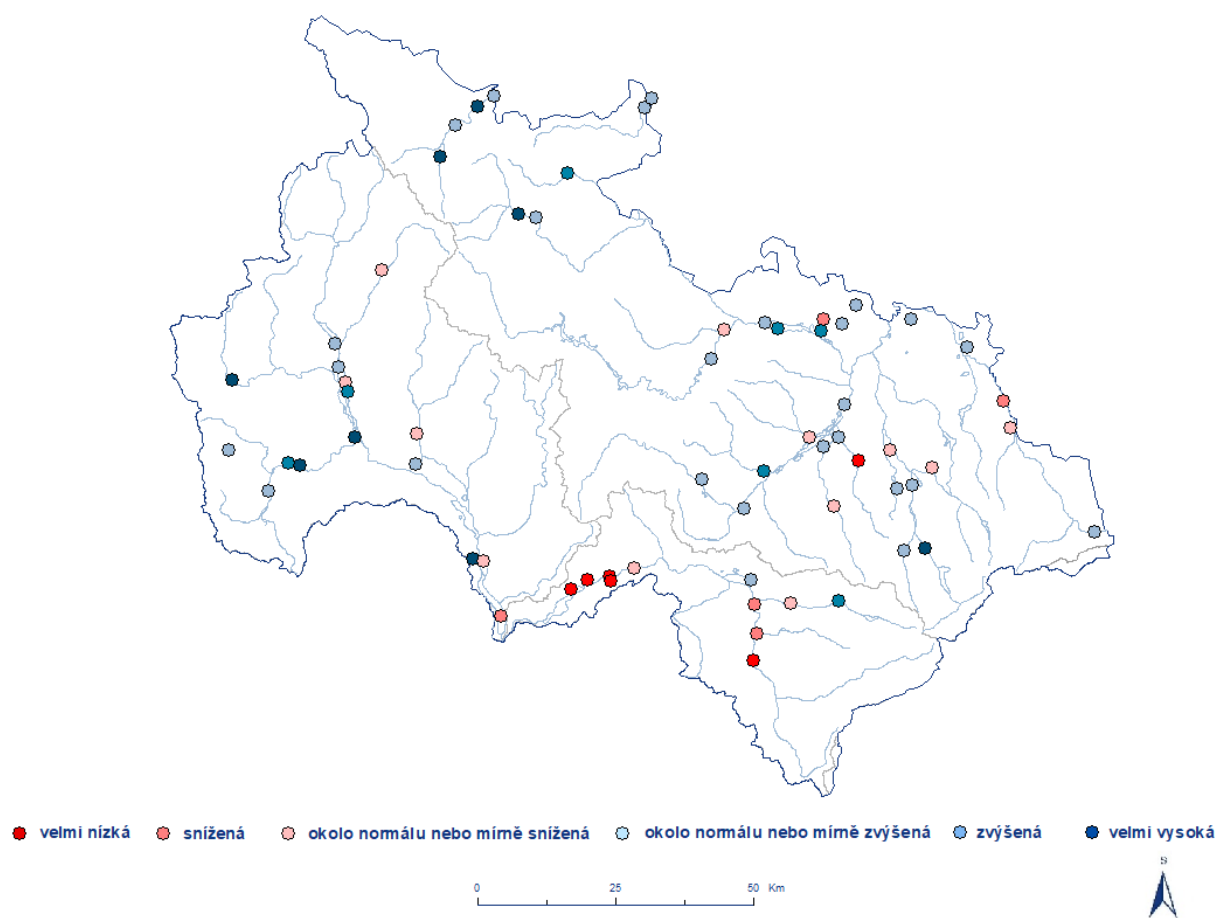 velmi nízká snížená okolo normálu nebo mírně snížená okolo normálu nebo mírně zvýšená zvýšená velmi vysoká
0 25 50 Km
S